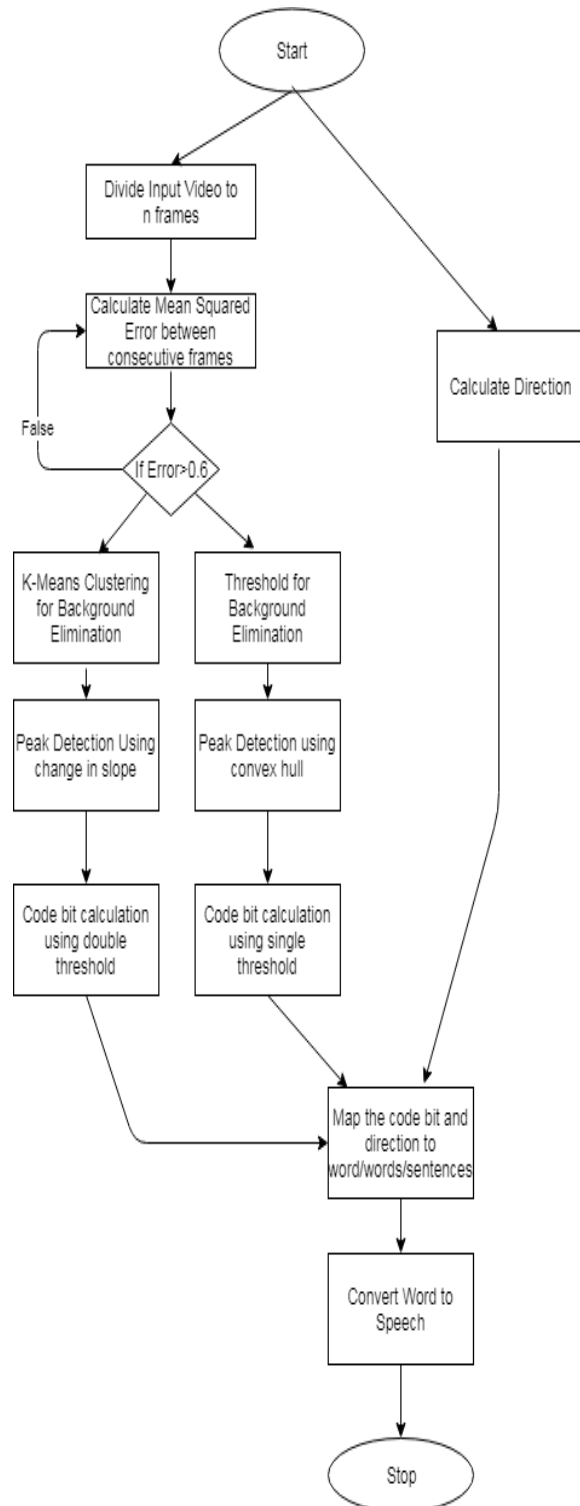 Start
Divide Input Video to
n frames
Calculate Mean Squared
Error between
consecutive frames
Calculate Direction
False
If Error>0.6
K-Means Clustering
for Background
Elimination
Threshold for
Background
Elimination
Peak Detection Using
change in slope
Peak Detection using
convex hull
Code bit calculation
using double
threshold
Code bit calculation
using single
threshold
Map the code bit and
direction to
word/words/sentences
Convert Word to
Speech
Stop